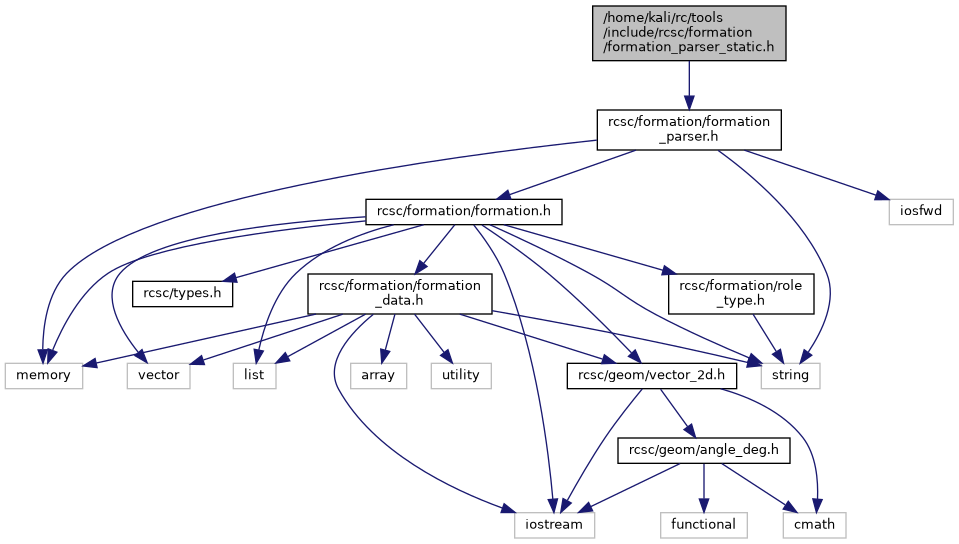 /home/kali/rc/tools
/include/rcsc/formation
/formation_parser_static.h
rcsc/formation/formation
_parser.h
rcsc/formation/formation.h
iosfwd
rcsc/types.h
rcsc/formation/formation
_data.h
rcsc/formation/role
_type.h
memory
vector
list
array
utility
rcsc/geom/vector_2d.h
string
rcsc/geom/angle_deg.h
iostream
functional
cmath